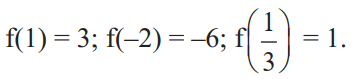 f(1) = 3; f(–2) = –6; f(1/3) = 1.